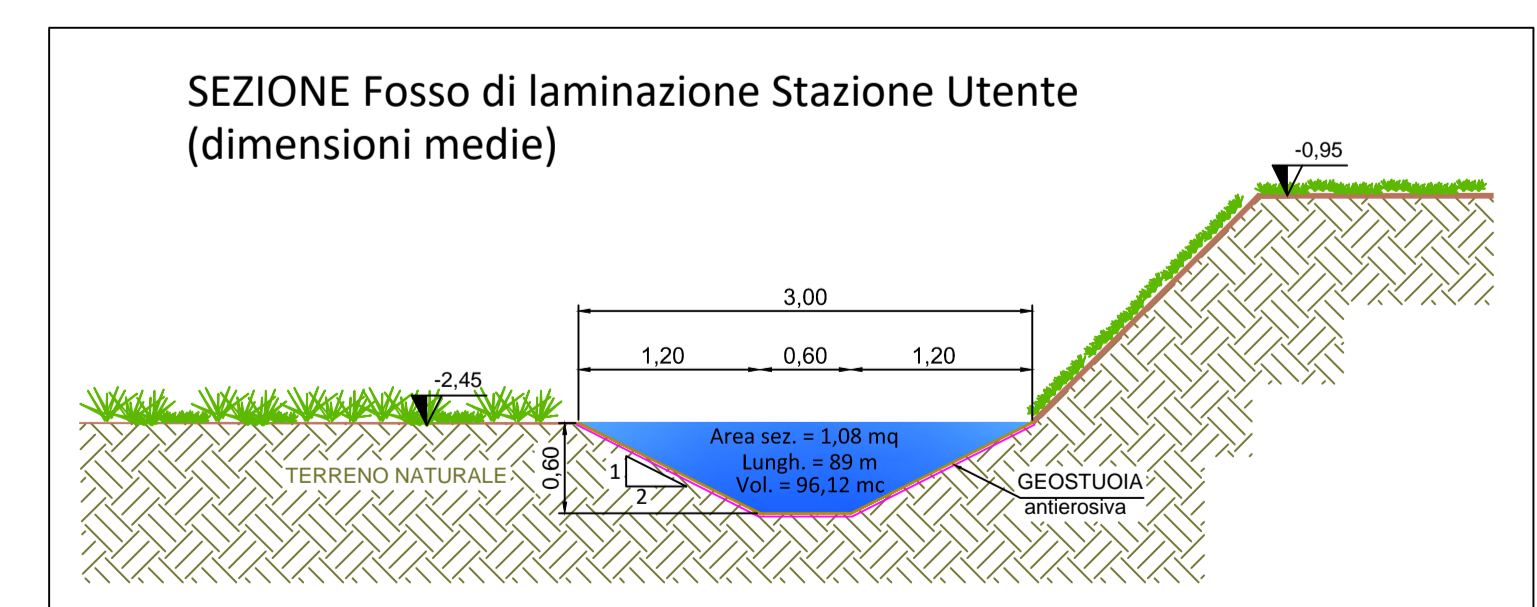 SEZIONE Fosso di laminazione Stazione Utente
(dimensioni medie)
-0,95
3,00
1,20
0,60
1,20
-2,45
Area sez. = 1,08 mq
Lungh. = 89 m
Vol. = 96,12 mc
0,60
1
2
TERRENO NATURALE
GEOSTUOIA
antierosiva